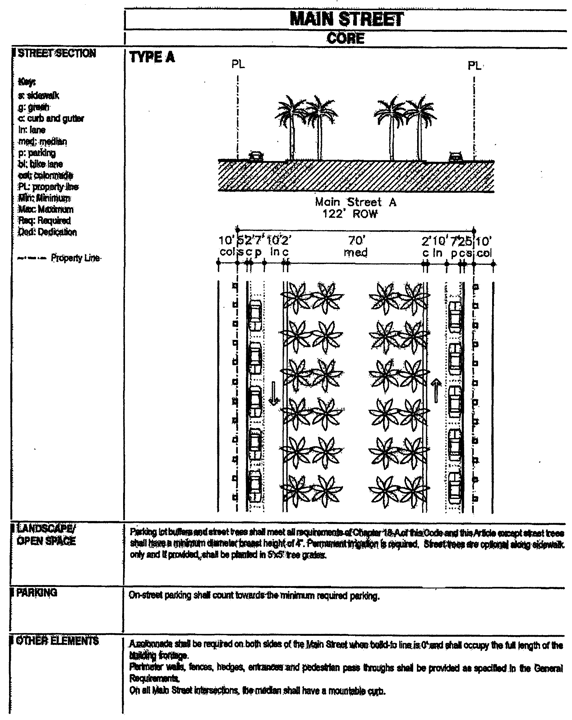 MAIN STREET
CORE
STREET SECTION
Key:
s: sidewalk
g: green
c: curb and gutter
ln: lane
med: median
p: parking
bl: bike lane
col: colonnade
PL: property line
Min: Minimum
Max: Maximum
Req: Required
Ded: Dedication
Property Line
TYPE A
PL
PL
Main Street A
122' ROW
10' 5' 2' 7' 10' 2' 70' 2' 10' 7' 2 5 10'
col s c p ln c med c ln p c s col
LANDSCAPE/
OPEN SPACE
Parking lot buffers and street trees shall meet all requirements of Chapter 18-A of this Code and this Article except street trees
shall have a minimum diameter breast height of 4". Permanent irrigation is required. Street trees are optional along sidewalk
only and if provided, shall be planted in 5'x5' tree grates.
PARKING
On-street parking shall count towards the minimum required parking.
OTHER ELEMENTS
A colonnade shall be required on both sides of the Main Street when build-to line is 0' and shall occupy the full length of the
building frontage.
Perimeter walls, fences, hedges, entrances and pedestrian pass throughs shall be provided as specified in the General
Requirements.
On all Main Street intersections, the median shall have a mountable curb.